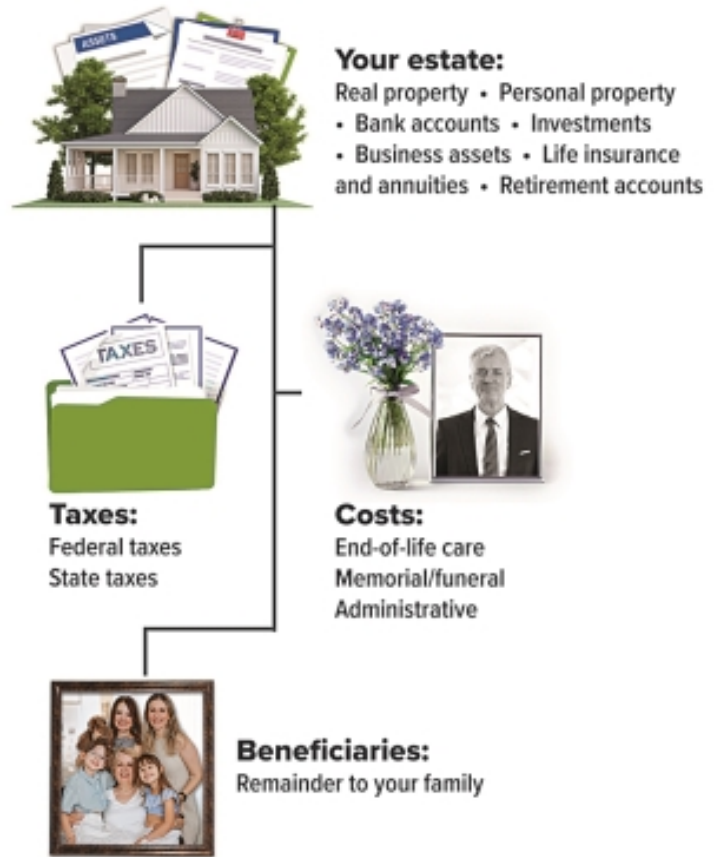 ASSETS
Your estate:
Real property • Personal property
• Bank accounts • Investments
• Business assets • Life insurance
and annuities • Retirement accounts
TAXES
Taxes:
Federal taxes
State taxes
Costs:
End-of-life care
Memorial/funeral
Administrative
Beneficiaries:
Remainder to your family